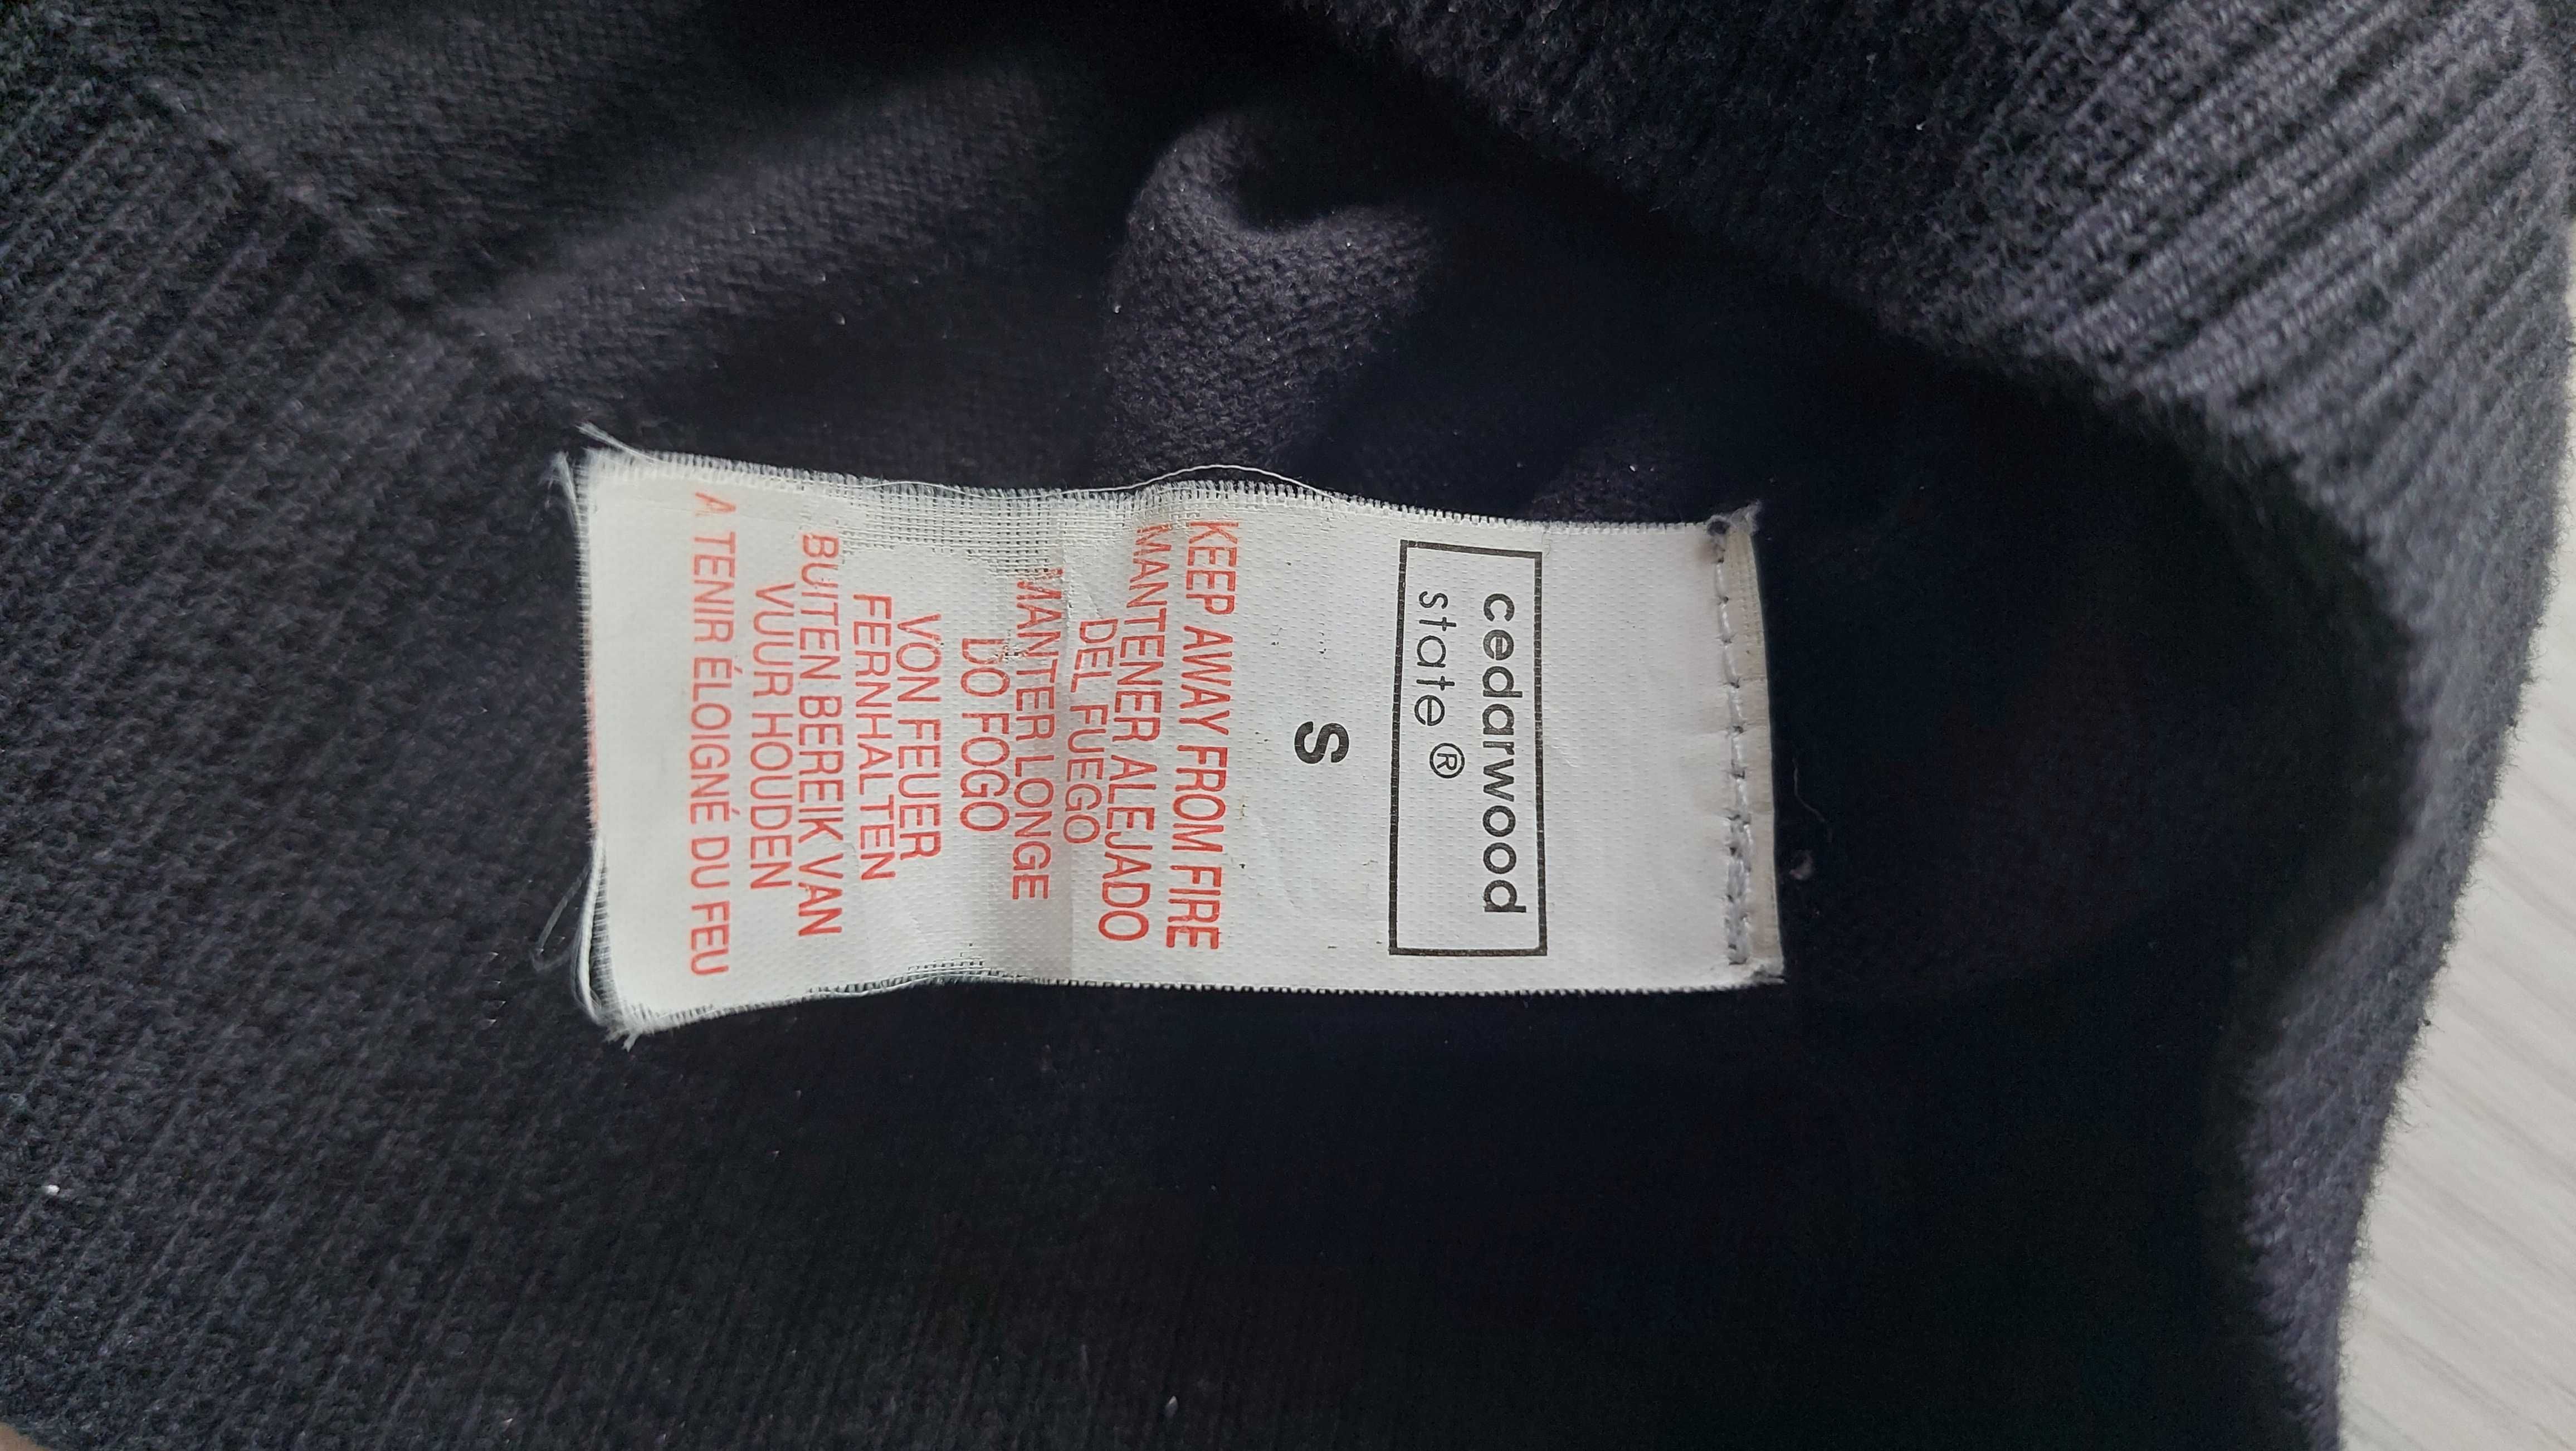 cedarwood
state ®
S
KEEP AWAY FROM FIRE
MANTENER ALEJADO
DEL FUEGO
MANTER LONGE
DO FOGO
VON FEUER
FERNHALTEN
BUITEN BEREIK VAN
VUUR HOUDEN
A TENIR ÉLOIGNÉ DU FEU